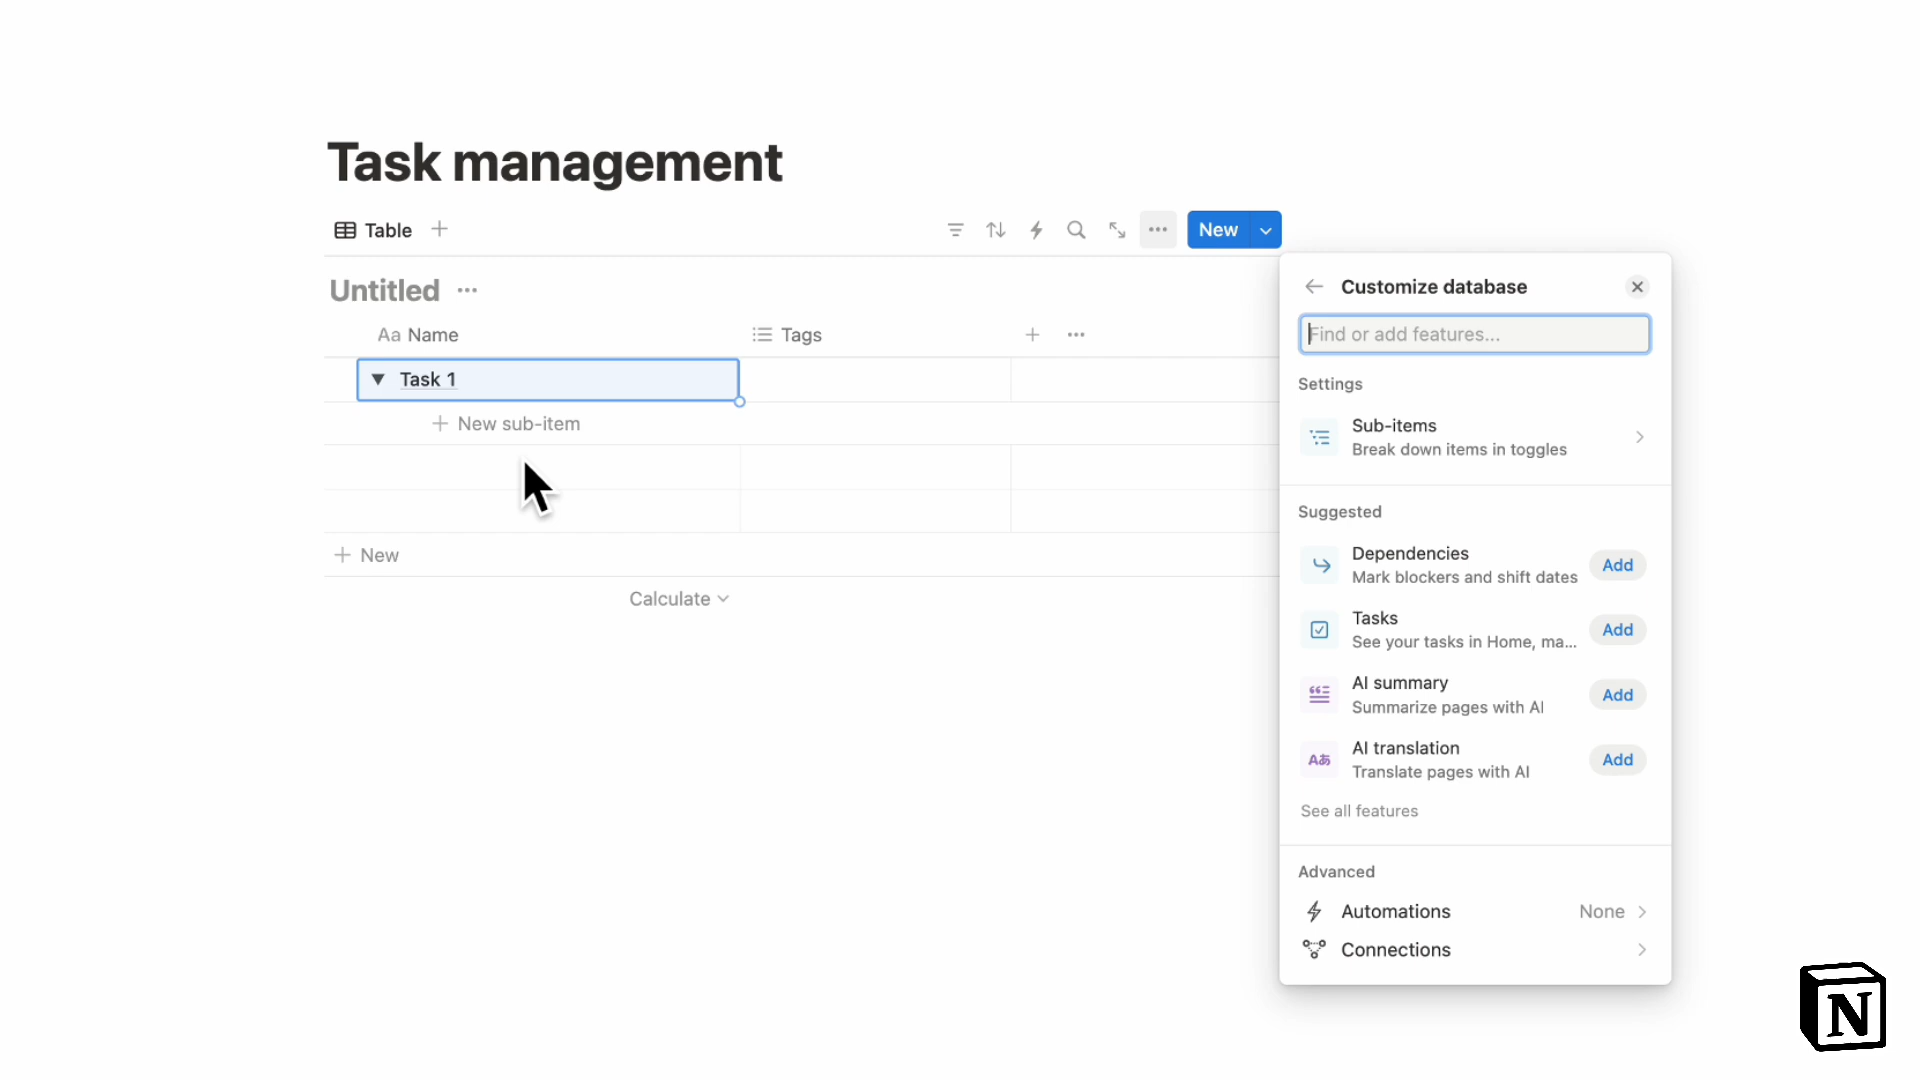 Task management
Table
New
Untitled
Aa Name
Tags
Task 1
New sub-item
New
Calculate
Customize database
Find or add features...
Settings
Sub-items
Break down items in toggles
Suggested
Dependencies
Mark blockers and shift dates
Add
Tasks
See your tasks in Home, ma...
Add
AI summary
Summarize pages with AI
Add
Aあ
AI translation
Translate pages with AI
Add
See all features
Advanced
Automations
None
Connections
N